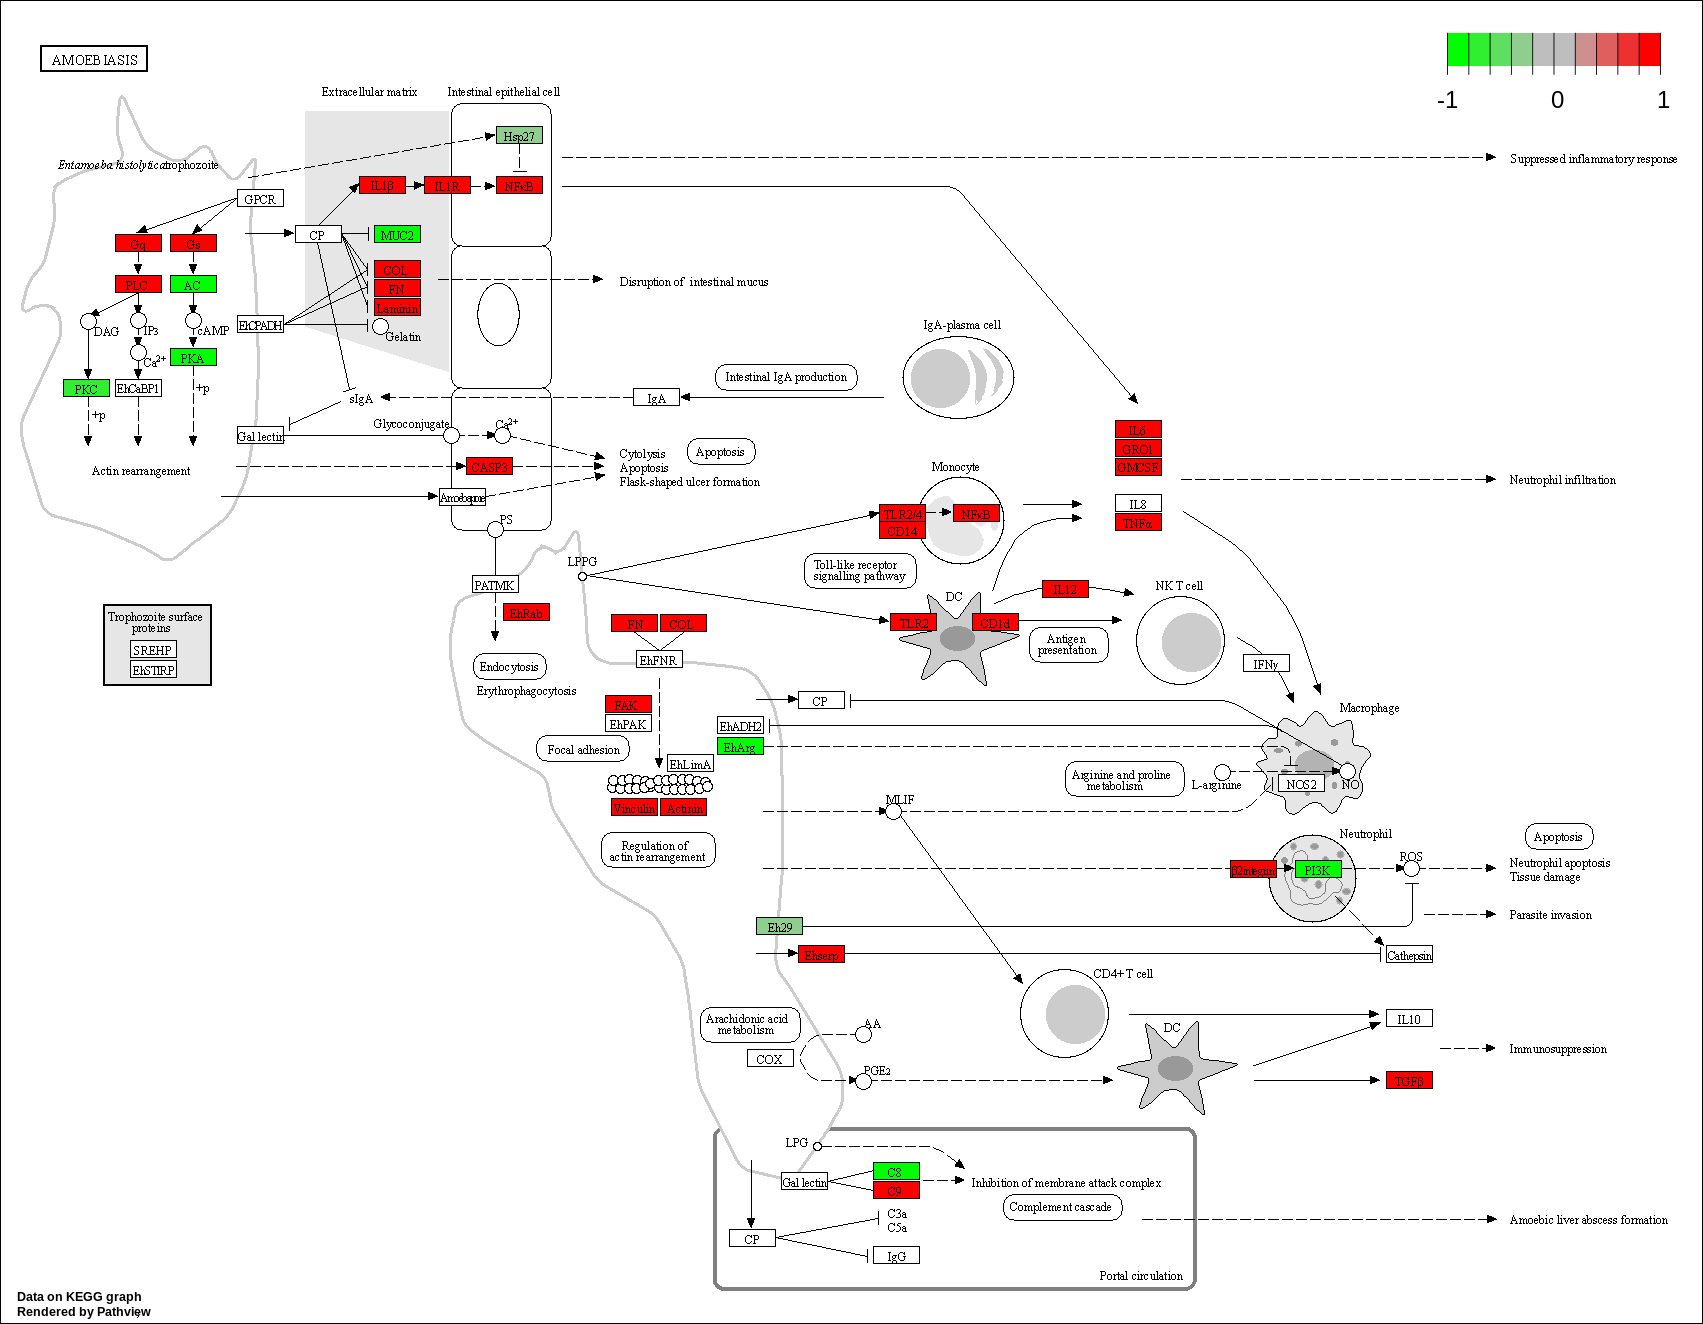 AMOEBIASIS
-1
0
1
Extracellular matrix
Intestinal epithelial cell
Entamoeba histolytica trophozoite
Hsp27
Suppressed inflammatory response
GPCR
IL1β
IL1R
NFκB
CP
MUC2
Gq
Gs
COL
FN
Laminin
Disruption of intestinal mucus
PLC
AC
DAG
IP3
cAMP
EhCPADH
Gelatin
IgA-plasma cell
Ca2+
PKA
PKC
EhCaBP1
+p
+p
sIgA
IgA
Intestinal IgA production
Glycoconjugate
Ca2+
Gal lectin
IL6
GRO1
GMCSF
Cytolysis
Apoptosis
Flask-shaped ulcer formation
Apoptosis
CASP3
Actin rearrangement
Monocyte
Neutrophil infiltration
Amoebapore
IL8
TNFα
TLR2/4
CD14
NFκB
PS
LPPG
Toll-like receptor
signalling pathway
PATMK
EhRab
DC
IL12
NK T cell
Trophozoite surface
proteins
SREHP
EhSTIRP
FN
COL
TLR2
CD1d
Antigen
presentation
EhFNR
IFNγ
Endocytosis
Erythrophagocytosis
FAK
EhPAK
CP
Macrophage
EhADH2
EhArg
Focal adhesion
EhLimA
Arginine and proline
metabolism
L-arginine
NOS2
NO
Vinculin
Actinin
MLIF
Regulation of
actin rearrangement
Neutrophil
Apoptosis
β2integrin
PI3K
ROS
Neutrophil apoptosis
Tissue damage
Eh29
Parasite invasion
Ehserp
Cathepsin
CD4+ T cell
Arachidonic acid
metabolism
AA
COX
DC
IL10
PGE2
Immunosuppression
TGFβ
LPG
Gal lectin
C8
C9
Inhibition of membrane attack complex
Complement cascade
C3a
C5a
CP
IgG
Amoebic liver abscess formation
Portal circulation
Data on KEGG graph
Rendered by Pathview